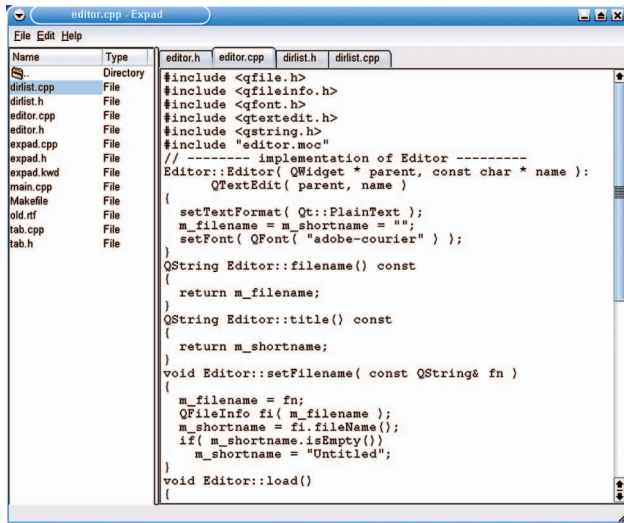 editor.cpp - Expad
File Edit Help
Name Type
.. Directory
dirlist.cpp File
dirlist.h File
editor.cpp File
editor.h File
expad.cpp File
expad.h File
expad.kwd File
main.cpp File
Makefile File
old.rtf File
tab.cpp File
tab.h File
editor.h editor.cpp dirlist.h dirlist.cpp
#include <qfile.h>
#include <qfileinfo.h>
#include <qfont.h>
#include <qtextedit.h>
#include <qstring.h>
#include "editor.moc"
// -------- implementation of Editor ---------
Editor::Editor( QWidget * parent, const char * name ):
QTextEdit( parent, name )
{
setTextFormat( Qt::PlainText );
m_filename = m_shortname = "";
setFont( QFont( "adobe-courier" ) );
}
QString Editor::filename() const
{
return m_filename;
}
QString Editor::title() const
{
return m_shortname;
}
void Editor::setFilename( const QString& fn )
{
m_filename = fn;
QFileInfo fi( m_filename );
m_shortname = fi.fileName();
if( m_shortname.isEmpty())
m_shortname = "Untitled";
}
void Editor::load()
{